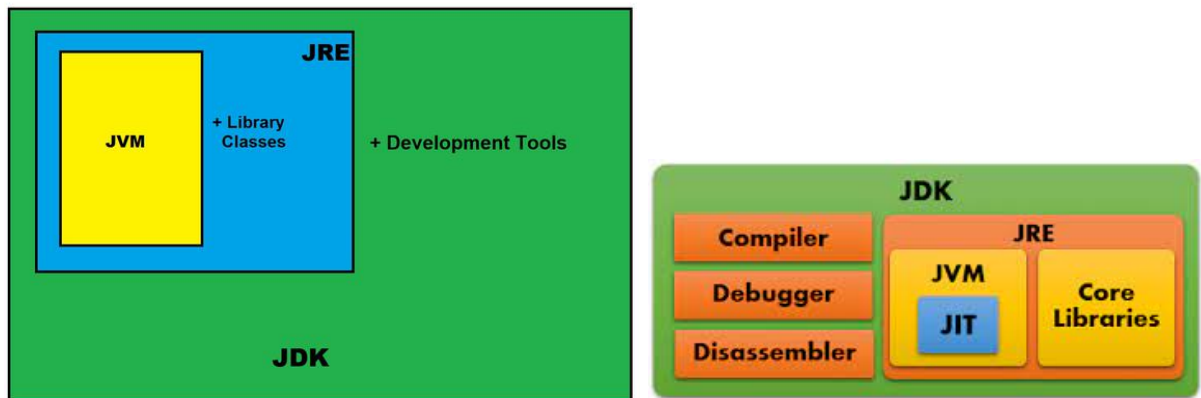 JRE
JVM
+ Library
Classes
+ Development Tools
JDK
JDK
Compiler
Debugger
Disassembler
JRE
JVM
JIT
Core
Libraries